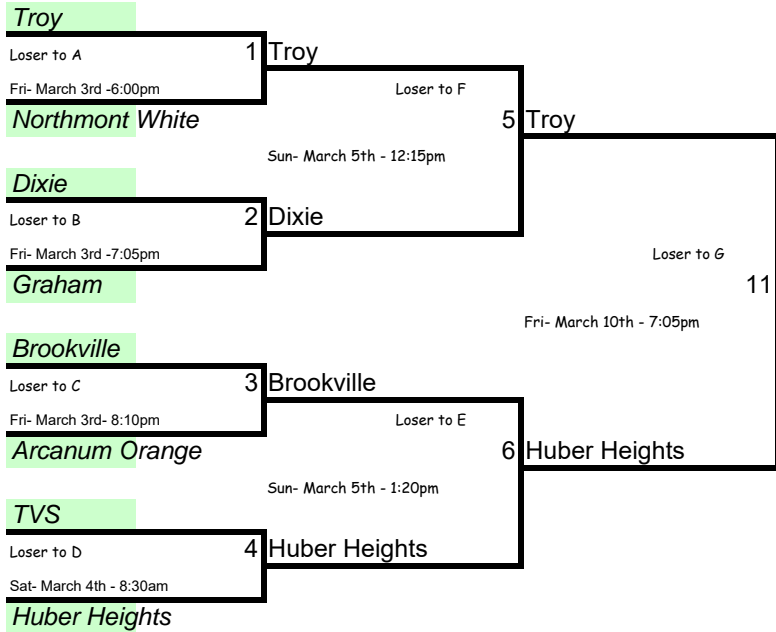 Troy
Loser to A
1 Troy
Fri- March 3rd -6:00pm
Loser to F
Northmont White
5 Troy
Sun- March 5th - 12:15pm
Dixie
Loser to B
2 Dixie
Fri- March 3rd -7:05pm
Loser to G
Graham
11
Fri- March 10th - 7:05pm
Brookville
Loser to C
3 Brookville
Fri- March 3rd- 8:10pm
Loser to E
Arcanum Orange
6 Huber Heights
Sun- March 5th - 1:20pm
TVS
Loser to D
4 Huber Heights
Sat- March 4th - 8:30am
Huber Heights